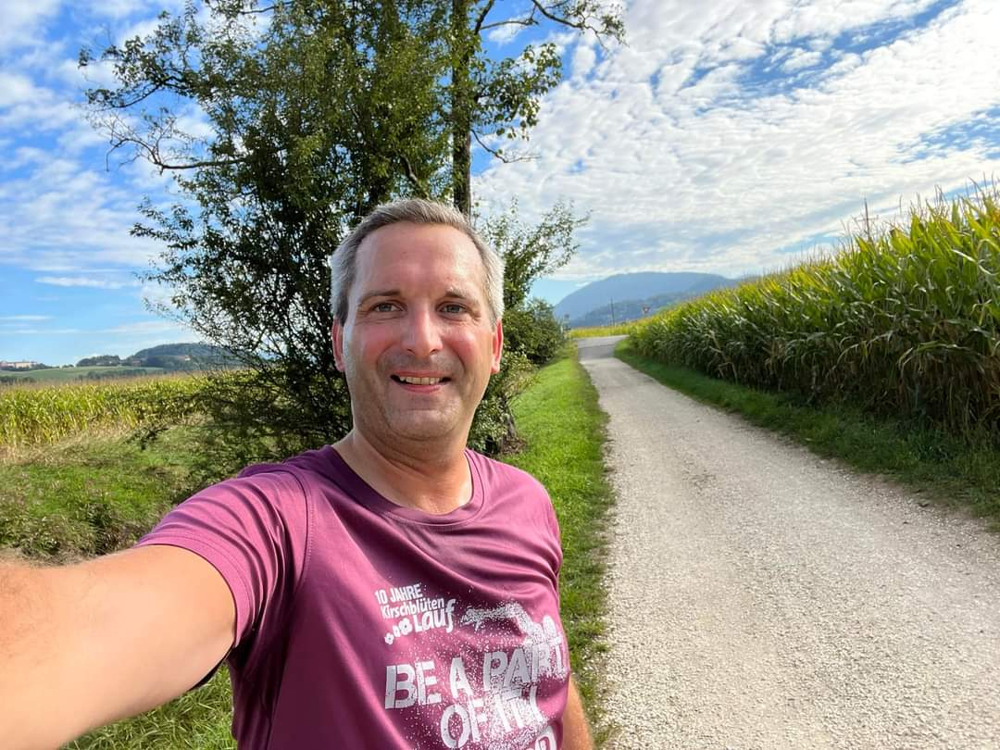 10 JAHRE
Kirschblüten
Lauf
BE A PART
OF IT!